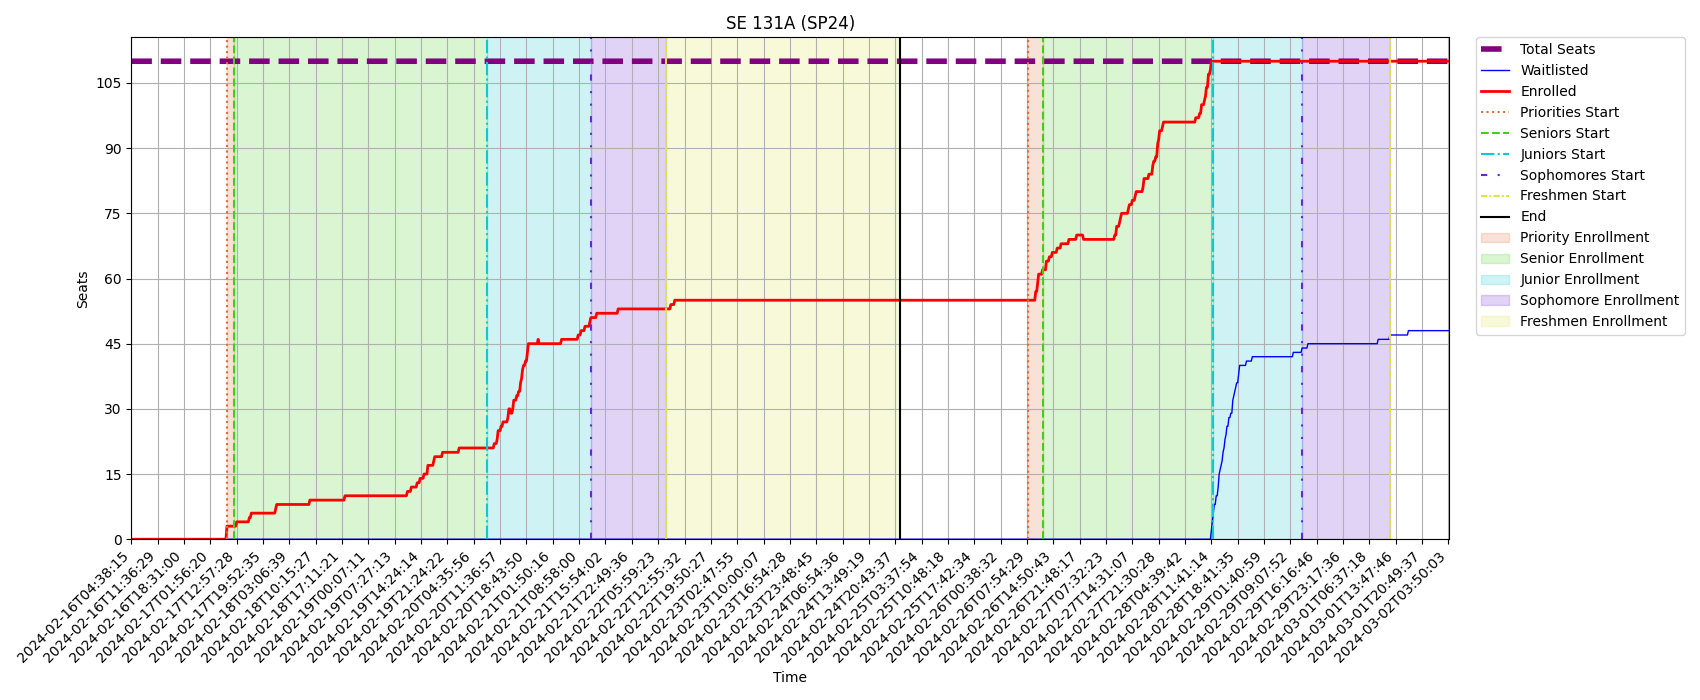 SE 131A (SP24)
Seats
105
90
75
60
45
30
15
0
2024-02-16T04:38:15
2024-02-16T11:36:29
2024-02-16T18:31:00
2024-02-17T01:56:20
2024-02-17T12:57:28
2024-02-17T19:52:35
2024-02-18T03:06:39
2024-02-18T10:15:27
2024-02-18T17:11:21
2024-02-19T00:07:11
2024-02-19T07:27:13
2024-02-19T14:24:14
2024-02-19T21:24:22
2024-02-20T04:35:56
2024-02-20T11:36:57
2024-02-20T18:43:50
2024-02-21T01:50:16
2024-02-21T08:58:00
2024-02-21T15:54:02
2024-02-21T22:49:36
2024-02-22T05:59:23
2024-02-22T12:55:32
2024-02-22T19:50:27
2024-02-23T02:47:55
2024-02-23T10:00:07
2024-02-23T16:54:28
2024-02-23T23:48:45
2024-02-24T06:54:36
2024-02-24T13:49:19
2024-02-24T20:43:37
2024-02-25T03:37:54
2024-02-25T10:48:18
2024-02-25T17:42:34
2024-02-26T00:38:32
2024-02-26T07:54:29
2024-02-26T14:50:43
2024-02-26T21:48:17
2024-02-27T07:32:23
2024-02-27T14:31:07
2024-02-27T21:30:28
2024-02-28T04:39:42
2024-02-28T11:41:14
2024-02-28T18:41:35
2024-02-29T01:40:59
2024-02-29T09:07:52
2024-02-29T16:16:46
2024-02-29T23:17:36
2024-03-01T06:37:18
2024-03-01T13:47:46
2024-03-01T20:49:37
2024-03-02T03:50:03
Time
Total Seats
Waitlisted
Enrolled
Priorities Start
Seniors Start
Juniors Start
Sophomores Start
Freshmen Start
End
Priority Enrollment
Senior Enrollment
Junior Enrollment
Sophomore Enrollment
Freshmen Enrollment